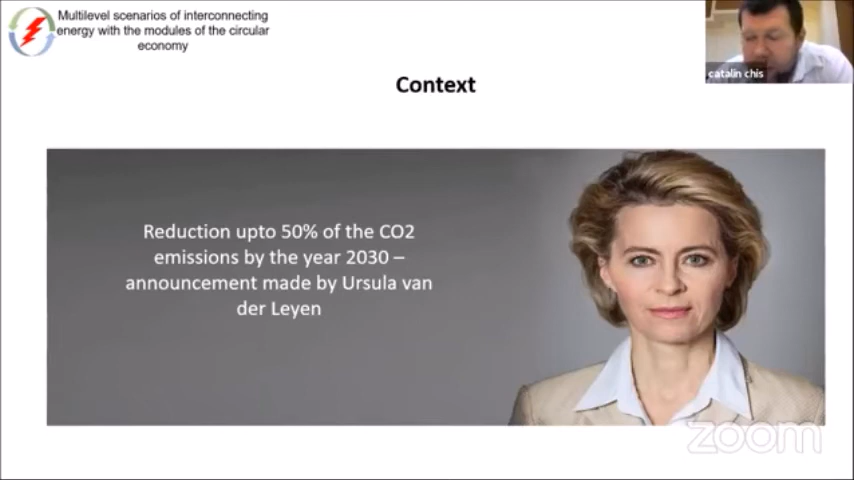 Multilevel scenarios of interconnecting
energy with the modules of the circular
economy
catalin chis
Context
Reduction upto 50% of the CO2
emissions by the year 2030 –
announcement made by Ursula van
der Leyen
zoom